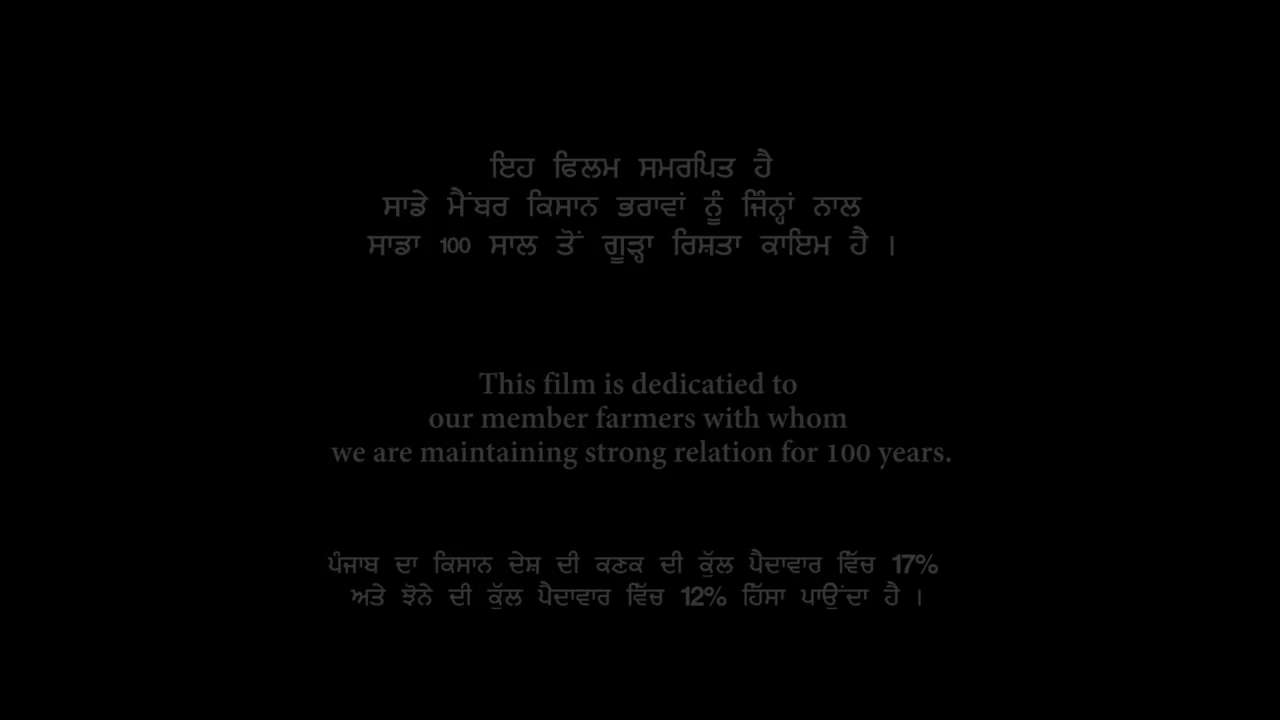 ਇਹ ਫਿਲਮ ਸਮਰਪਿਤ ਹੈ
ਸਾਡੇ ਮੈਂਬਰ ਕਿਸਾਨ ਭਰਾਵਾਂ ਨੂੰ ਜਿੰਨ੍ਹਾਂ ਨਾਲ
ਸਾਡਾ 100 ਸਾਲ ਤੋਂ ਗੂੜ੍ਹਾ ਰਿਸ਼ਤਾ ਕਾਇਮ ਹੈ ।
This film is dedicatied to
our member farmers with whom
we are maintaining strong relation for 100 years.
ਪੰਜਾਬ ਦਾ ਕਿਸਾਨ ਦੇਸ਼ ਦੀ ਕਣਕ ਦੀ ਕੁੱਲ ਪੈਦਾਵਾਰ ਵਿੱਚ 17%
ਅਤੇ ਝੋਨੇ ਦੀ ਕੁੱਲ ਪੈਦਾਵਾਰ ਵਿੱਚ 12% ਹਿੱਸਾ ਪਾਉਂਦਾ ਹੈ ।